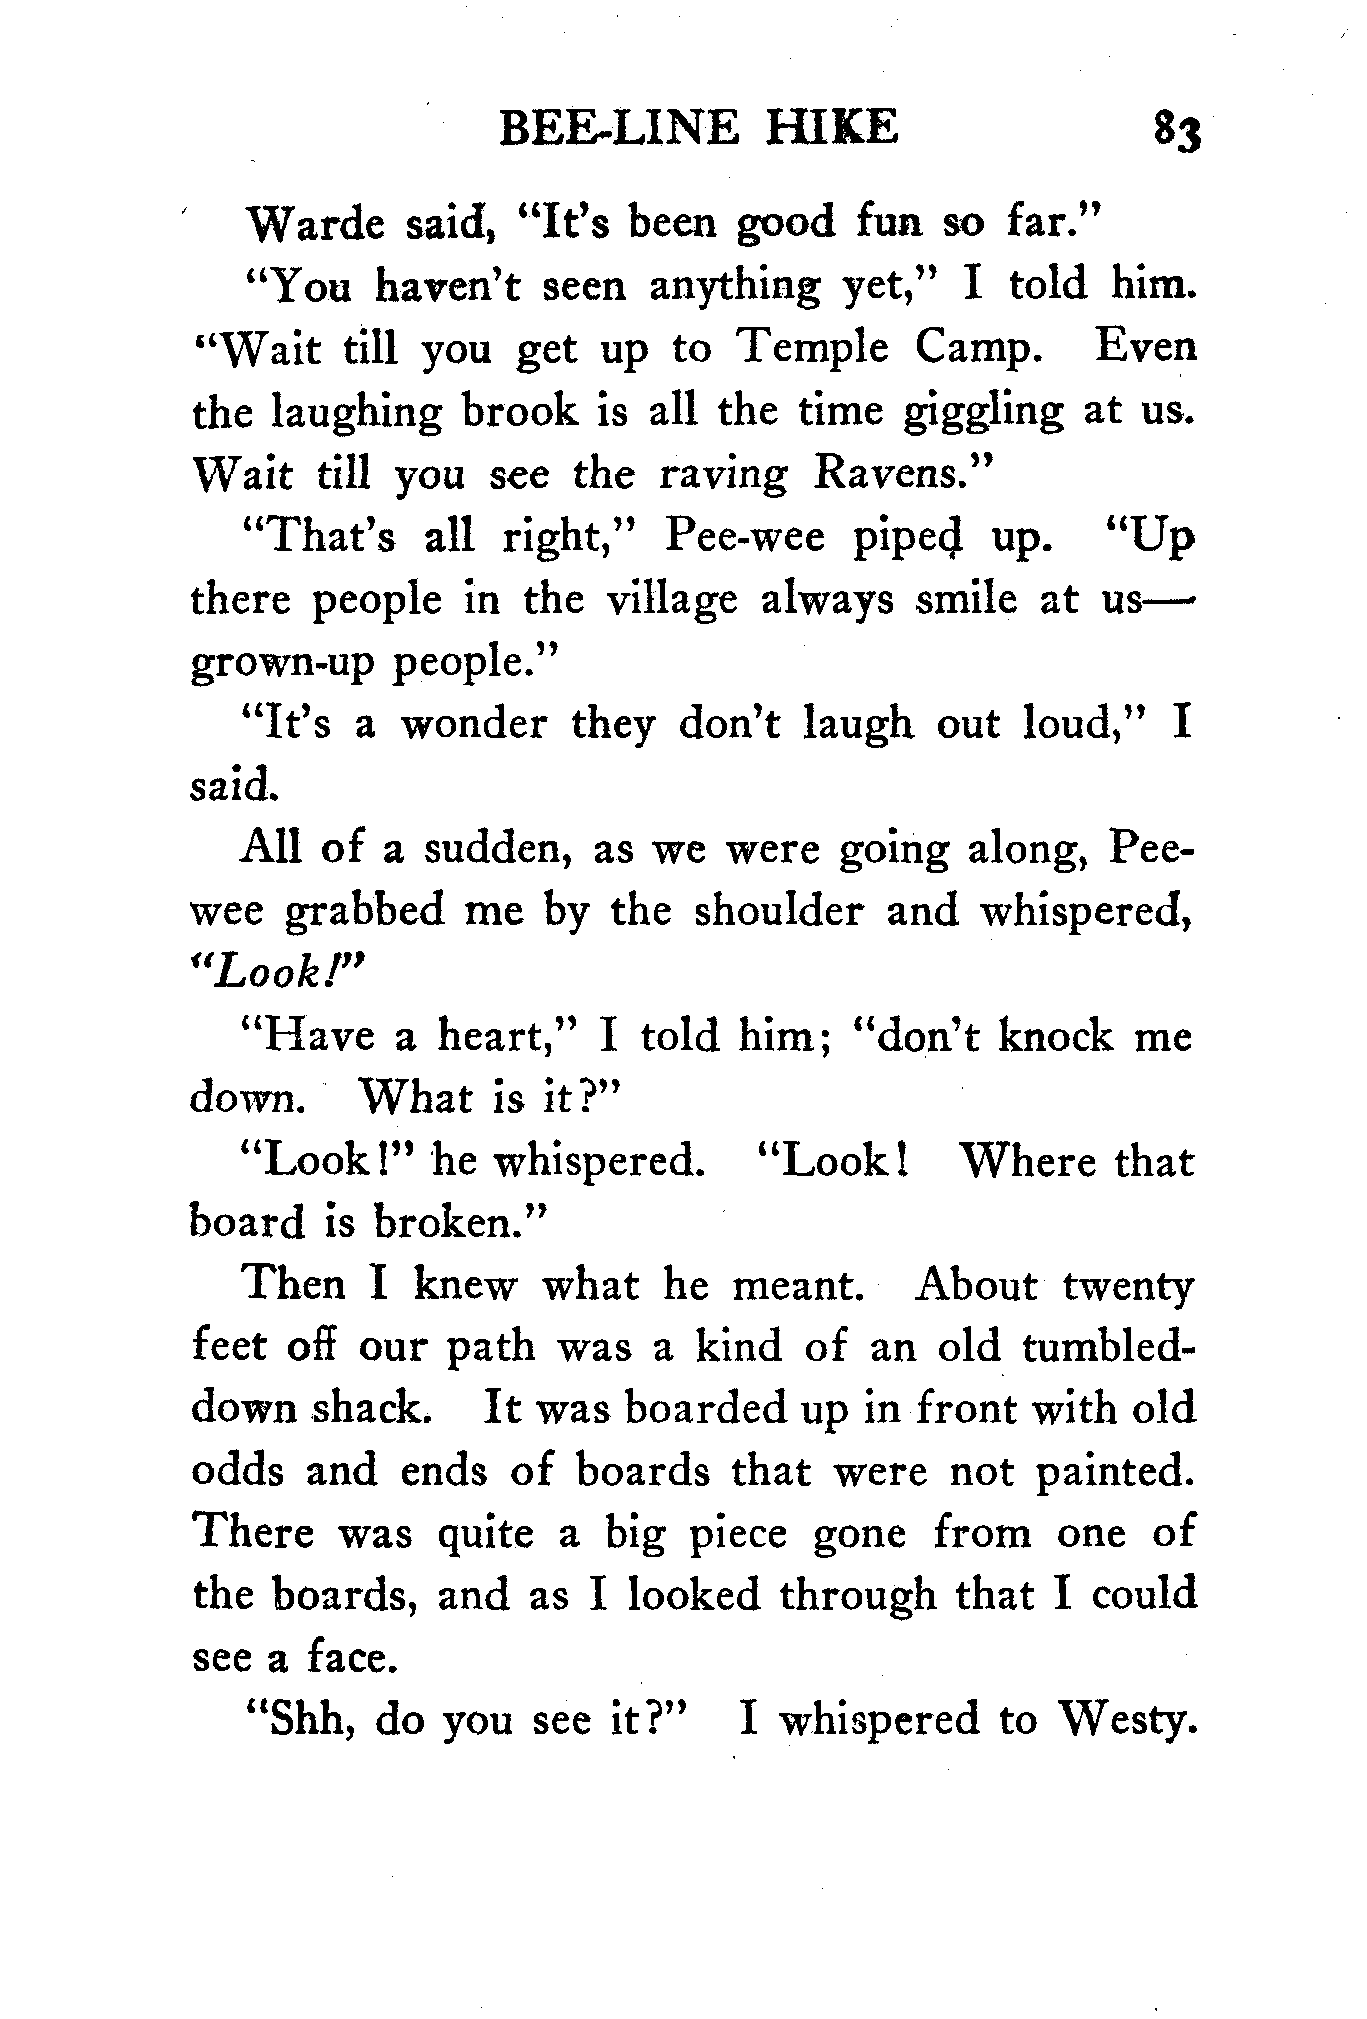 BEE-LINE HIKE 83
Warde said, "It's been good fun so far."
"You haven't seen anything yet," I told him.
"Wait till you get up to Temple Camp. Even
the laughing brook is all the time giggling at us.
Wait till you see the raving Ravens."
"That's all right," Pee-wee piped up. "Up
there people in the village always smile at us—
grown-up people."
"It's a wonder they don't laugh out loud," I
said.
All of a sudden, as we were going along, Pee-
wee grabbed me by the shoulder and whispered,
"Look!"
"Have a heart," I told him; "don't knock me
down. What is it?"
"Look!" he whispered. "Look! Where that
board is broken."
Then I knew what he meant. About twenty
feet off our path was a kind of an old tumbled-
down shack. It was boarded up in front with old
odds and ends of boards that were not painted.
There was quite a big piece gone from one of
the boards, and as I looked through that I could
see a face.
"Shh, do you see it?" I whispered to Westy.